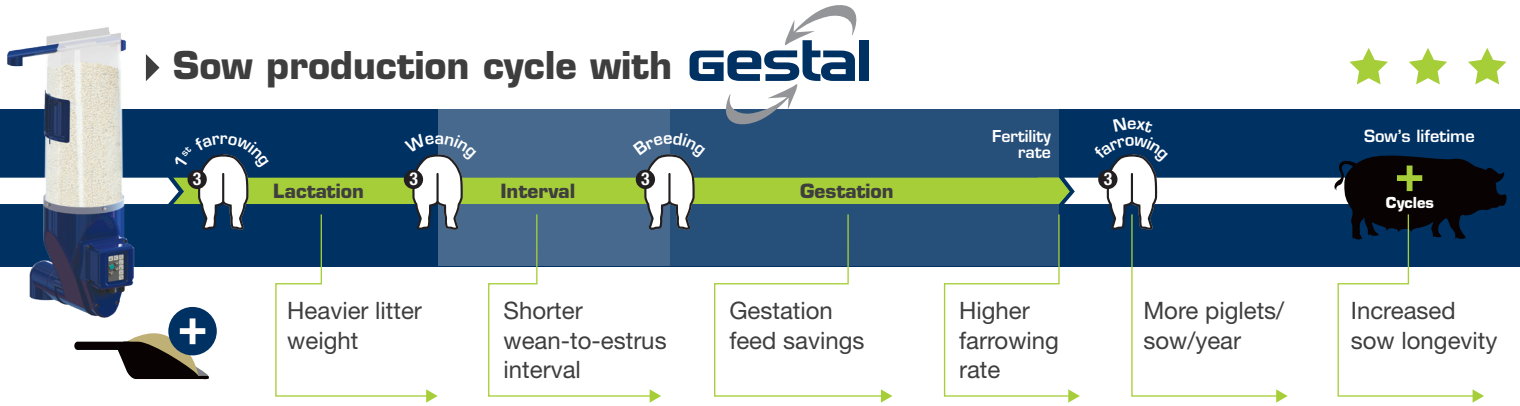 Sow production cycle with Gestal
1st farrowing
Weaning
Breeding
Fertility
rate
Next
farrowing
Sow's lifetime
3
Lactation
3
Interval
3
Gestation
3
+
Cycles
Heavier litter
weight
Shorter
wean-to-estrus
interval
Gestation
feed savings
Higher
farrowing
rate
More piglets/
sow/year
Increased
sow longevity
+